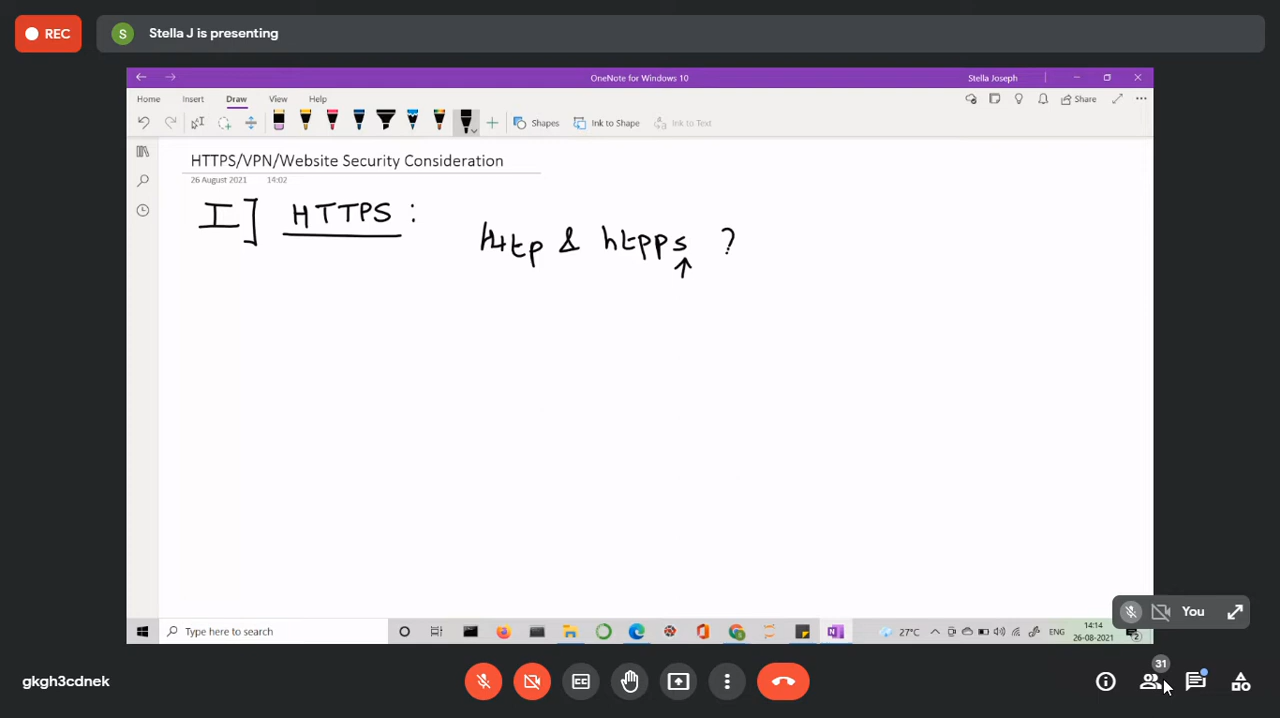 REC
S Stella J is presenting
OneNote for Windows 10
Stella Joseph
Home Insert Draw View Help
Share
Shapes Ink to Shape Ink to Text
HTTPS/VPN/Website Security Consideration
26 August 2021 14:02
I] HTTPS :
http & htpps ?
You
Type here to search
27°C ENG 14:14
26-08-2021 2
31
gkgh3cdnek